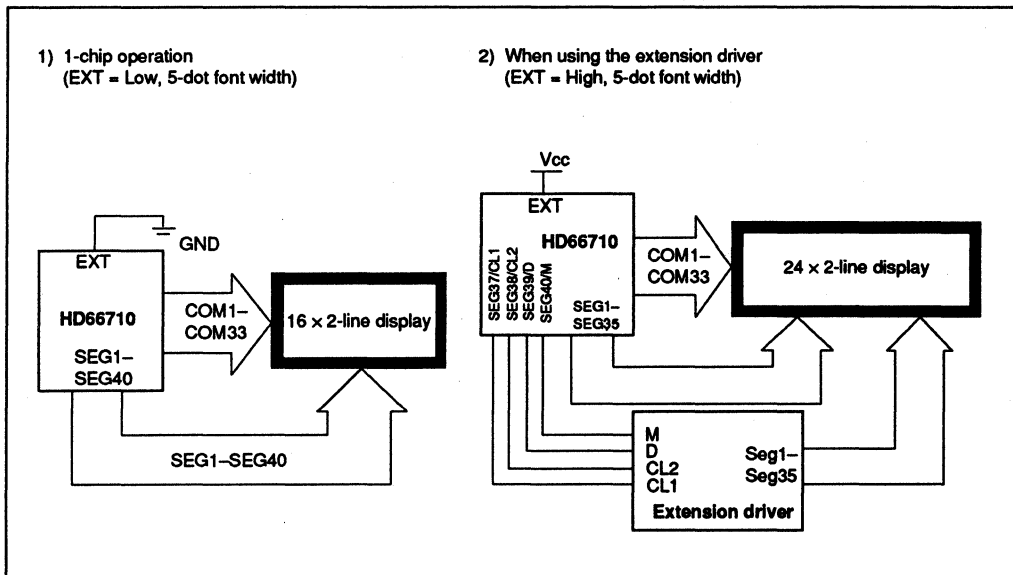 1) 1-chip operation
(EXT = Low, 5-dot font width)
GND
EXT
HD66710
SEG1–
SEG40
COM1–
COM33
16 × 2-line display
SEG1–SEG40
2) When using the extension driver
(EXT = High, 5-dot font width)
Vcc
EXT
HD66710
SEG37/CL1
SEG38/CL2
SEG39/D
SEG40/M
SEG1–
SEG35
COM1–
COM33
24 × 2-line display
M
D
CL2
CL1
Seg1–
Seg35
Extension driver